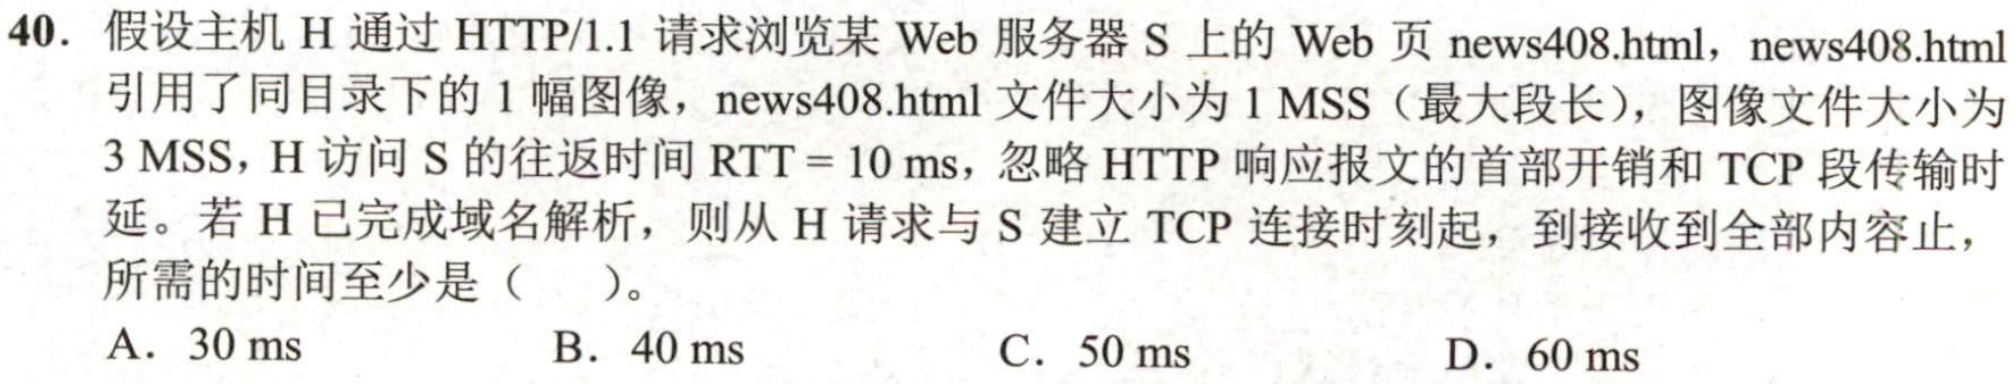 40. 假设主机 H 通过 HTTP/1.1 请求浏览某 Web 服务器 S 上的 Web 页 news408.html，news408.html
引用了同目录下的 1 幅图像，news408.html 文件大小为 1 MSS（最大段长），图像文件大小为
3 MSS，H 访问 S 的往返时间 RTT = 10 ms，忽略 HTTP 响应报文的首部开销和 TCP 段传输时
延。若 H 已完成域名解析，则从 H 请求与 S 建立 TCP 连接时刻起，到接收到全部内容止，
所需的时间至少是（　　）。
A. 30 ms　　B. 40 ms　　C. 50 ms　　D. 60 ms